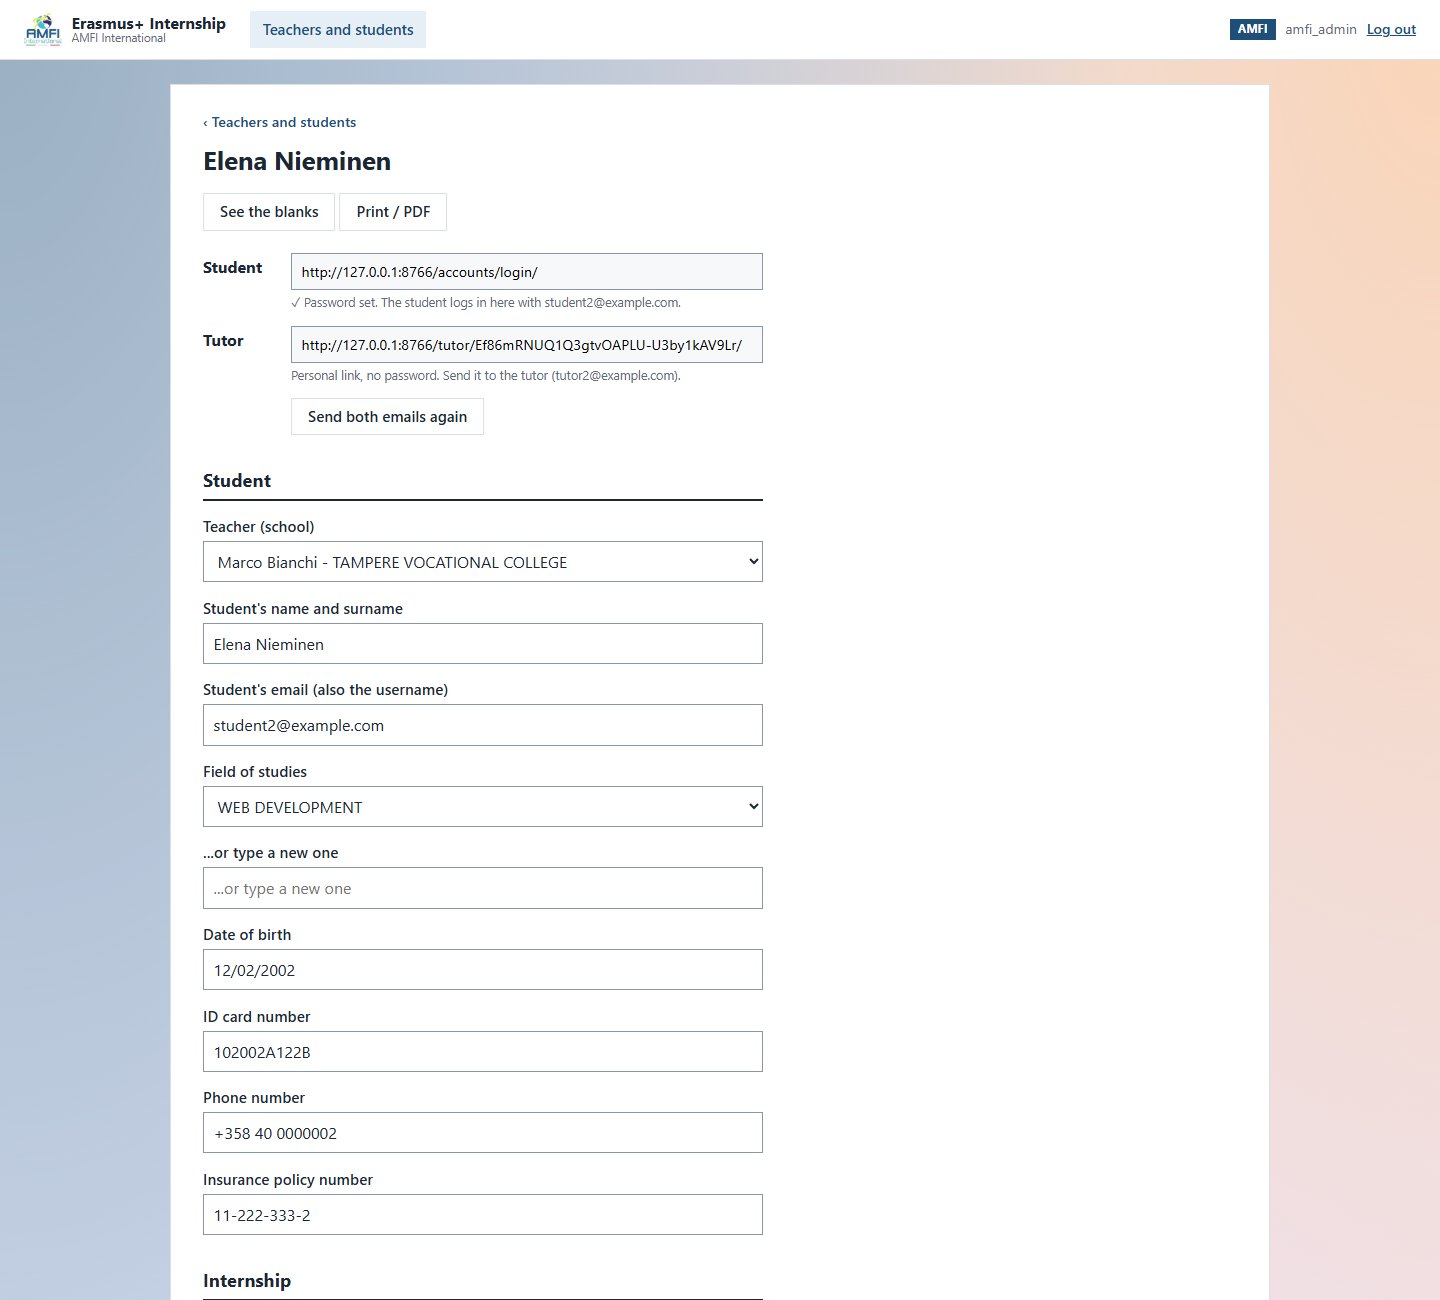 AMFI
Erasmus+ Internship
AMFI International
Teachers and students
AMFI
amfi_admin
Log out
‹ Teachers and students
Elena Nieminen
See the blanks
Print / PDF
Student
http://127.0.0.1:8766/accounts/login/
✓ Password set. The student logs in here with student2@example.com.
Tutor
http://127.0.0.1:8766/tutor/Ef86mRNUQ1Q3gtvOAPLU-U3by1kAV9Lr/
Personal link, no password. Send it to the tutor (tutor2@example.com).
Send both emails again
Student
Teacher (school)
Marco Bianchi - TAMPERE VOCATIONAL COLLEGE
Student's name and surname
Elena Nieminen
Student's email (also the username)
student2@example.com
Field of studies
WEB DEVELOPMENT
...or type a new one
...or type a new one
Date of birth
12/02/2002
ID card number
102002A122B
Phone number
+358 40 0000002
Insurance policy number
11-222-333-2
Internship